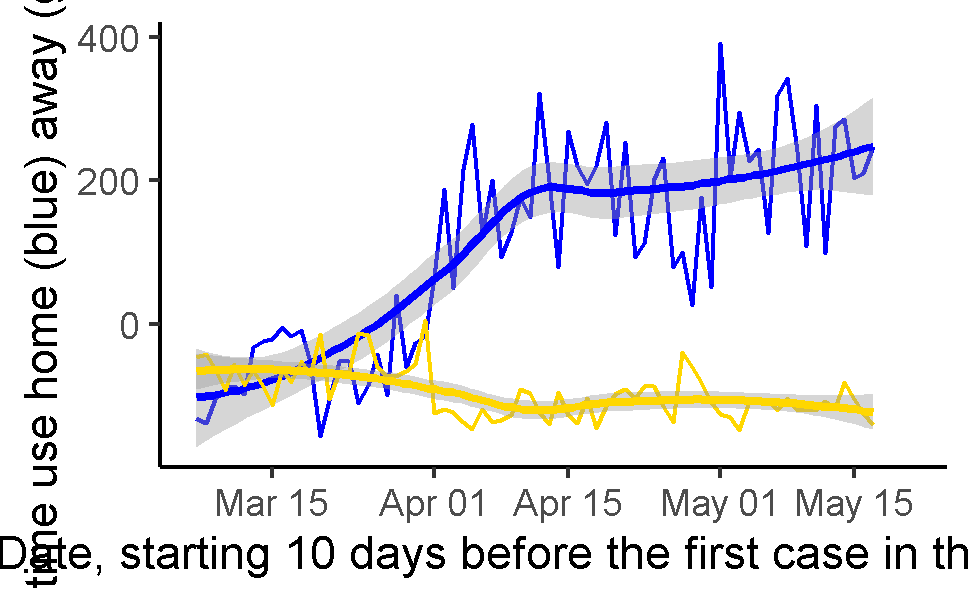 time use home (blue) away (
400
200
0
Mar 15 Apr 01 Apr 15 May 01 May 15
Date, starting 10 days before the first case in th